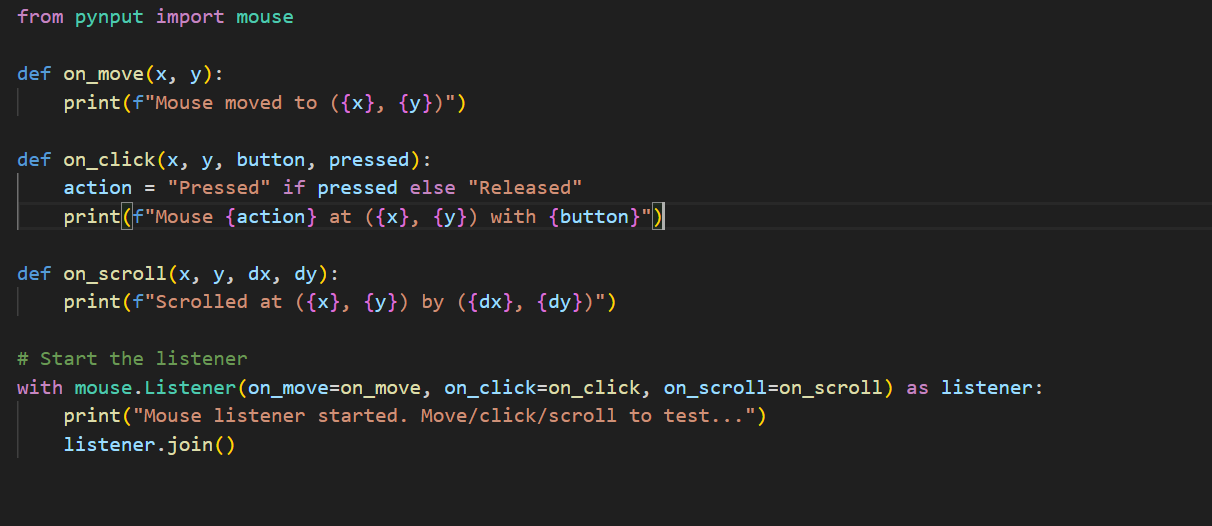 from pynput import mouse
def on_move(x, y):
    print(f"Mouse moved to ({x}, {y})")
def on_click(x, y, button, pressed):
    action = "Pressed" if pressed else "Released"
    print(f"Mouse {action} at ({x}, {y}) with {button}")
def on_scroll(x, y, dx, dy):
    print(f"Scrolled at ({x}, {y}) by ({dx}, {dy})")
# Start the listener
with mouse.Listener(on_move=on_move, on_click=on_click, on_scroll=on_scroll) as listener:
    print("Mouse listener started. Move/click/scroll to test...")
    listener.join()